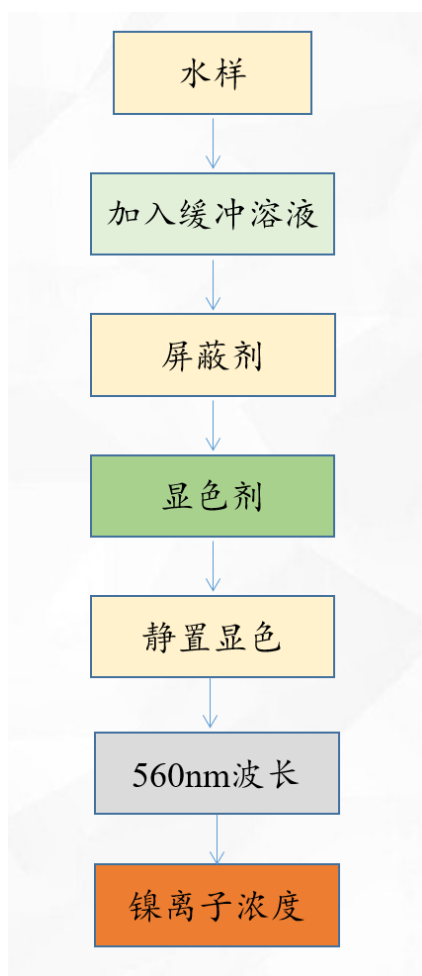 水样
加入缓冲溶液
屏蔽剂
显色剂
静置显色
560nm波长
镍离子浓度